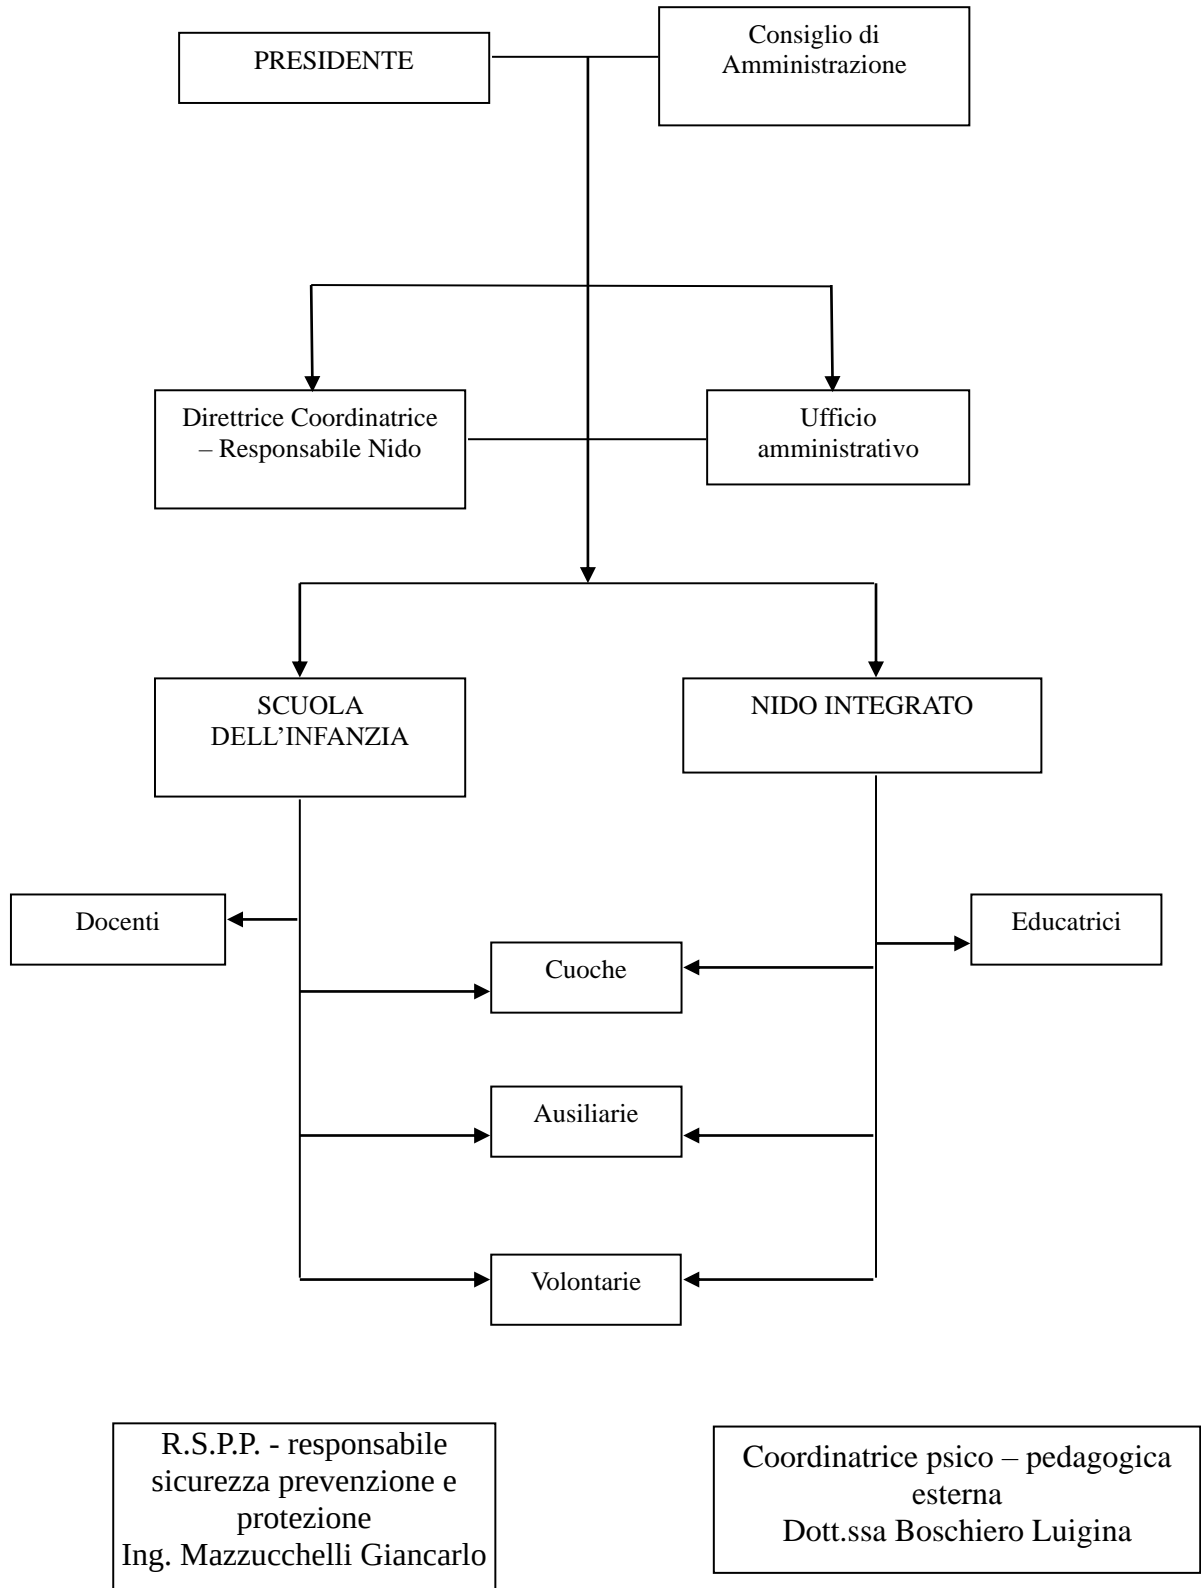 PRESIDENTE
Consiglio di
Amministrazione
Direttrice Coordinatrice
– Responsabile Nido
Ufficio
amministrativo
SCUOLA
DELL’INFANZIA
NIDO INTEGRATO
Docenti
Educatrici
Cuoche
Ausiliarie
Volontarie
R.S.P.P. - responsabile
sicurezza prevenzione e
protezione
Ing. Mazzucchelli Giancarlo
Coordinatrice psico – pedagogica
esterna
Dott.ssa Boschiero Luigina